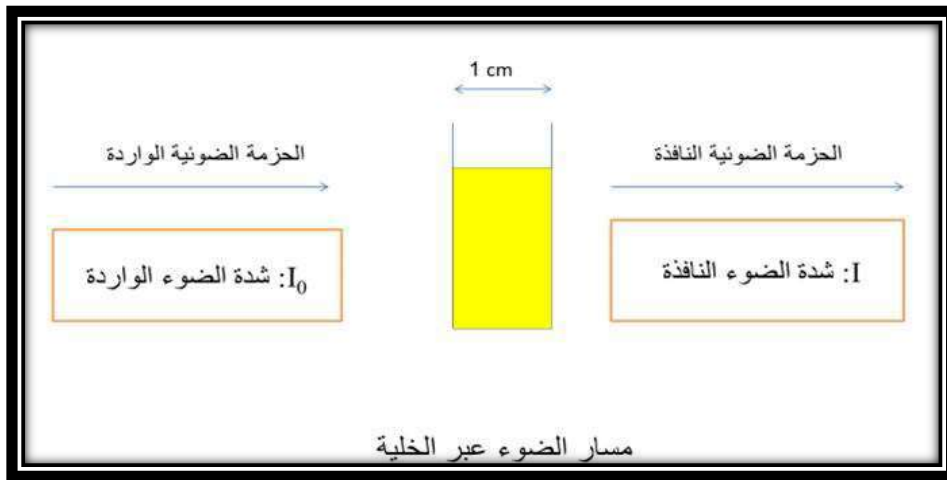 1 cm
الحزمة الضوئية الواردة
الحزمة الضوئية النافذة
I₀: شدة الضوء الواردة
I: شدة الضوء النافذة
مسار الضوء عبر الخلية